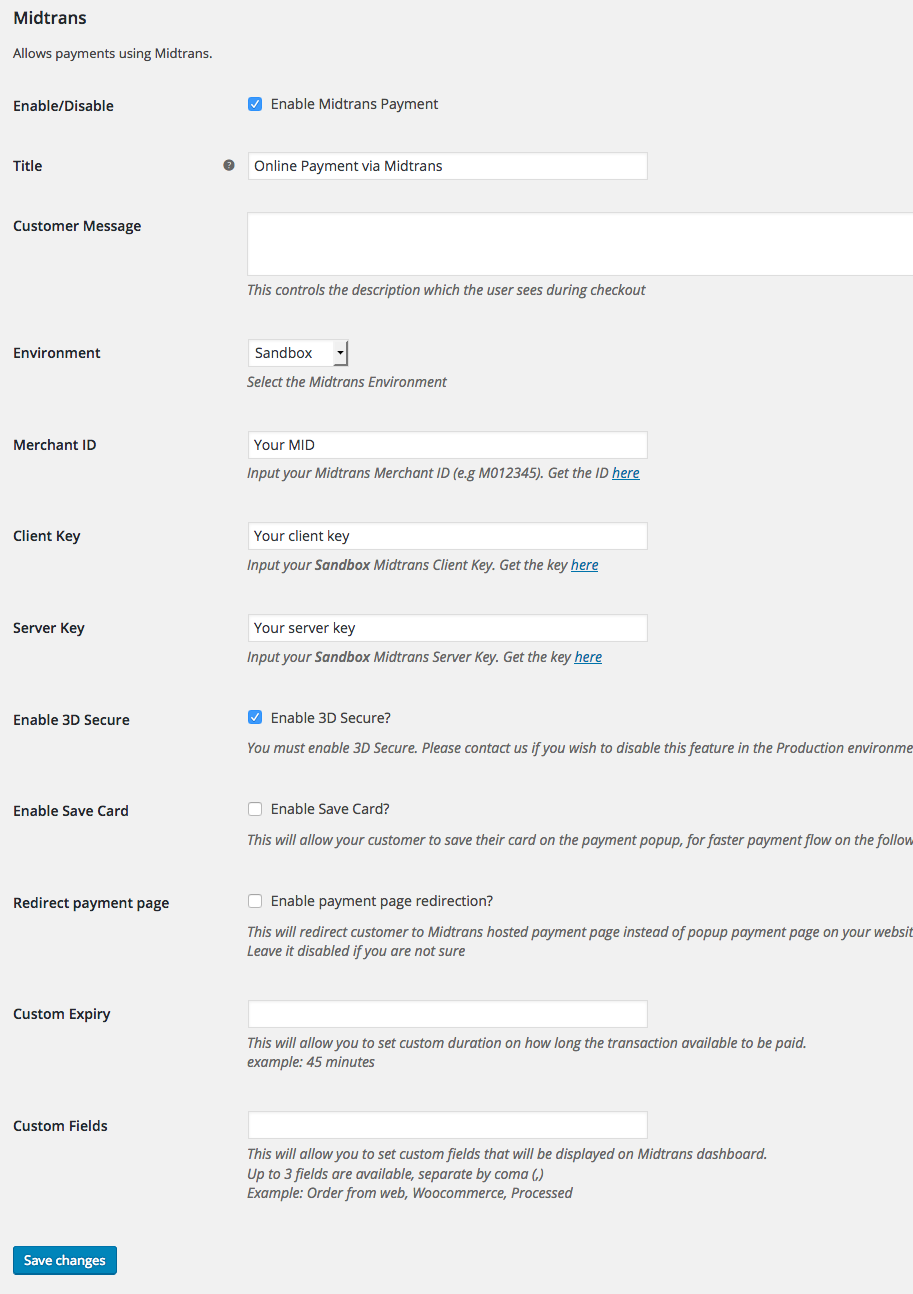 Midtrans
Allows payments using Midtrans.
Enable/Disable
Enable Midtrans Payment
Title
?
Online Payment via Midtrans
Customer Message
This controls the description which the user sees during checkout
Environment
Sandbox
Select the Midtrans Environment
Merchant ID
Your MID
Input your Midtrans Merchant ID (e.g M012345). Get the ID here
Client Key
Your client key
Input your Sandbox Midtrans Client Key. Get the key here
Server Key
Your server key
Input your Sandbox Midtrans Server Key. Get the key here
Enable 3D Secure
Enable 3D Secure?
You must enable 3D Secure. Please contact us if you wish to disable this feature in the Production environme
Enable Save Card
Enable Save Card?
This will allow your customer to save their card on the payment popup, for faster payment flow on the follow
Redirect payment page
Enable payment page redirection?
This will redirect customer to Midtrans hosted payment page instead of popup payment page on your websit
Leave it disabled if you are not sure
Custom Expiry
This will allow you to set custom duration on how long the transaction available to be paid.
example: 45 minutes
Custom Fields
This will allow you to set custom fields that will be displayed on Midtrans dashboard.
Up to 3 fields are available, separate by coma (,)
Example: Order from web, Woocommerce, Processed
Save changes